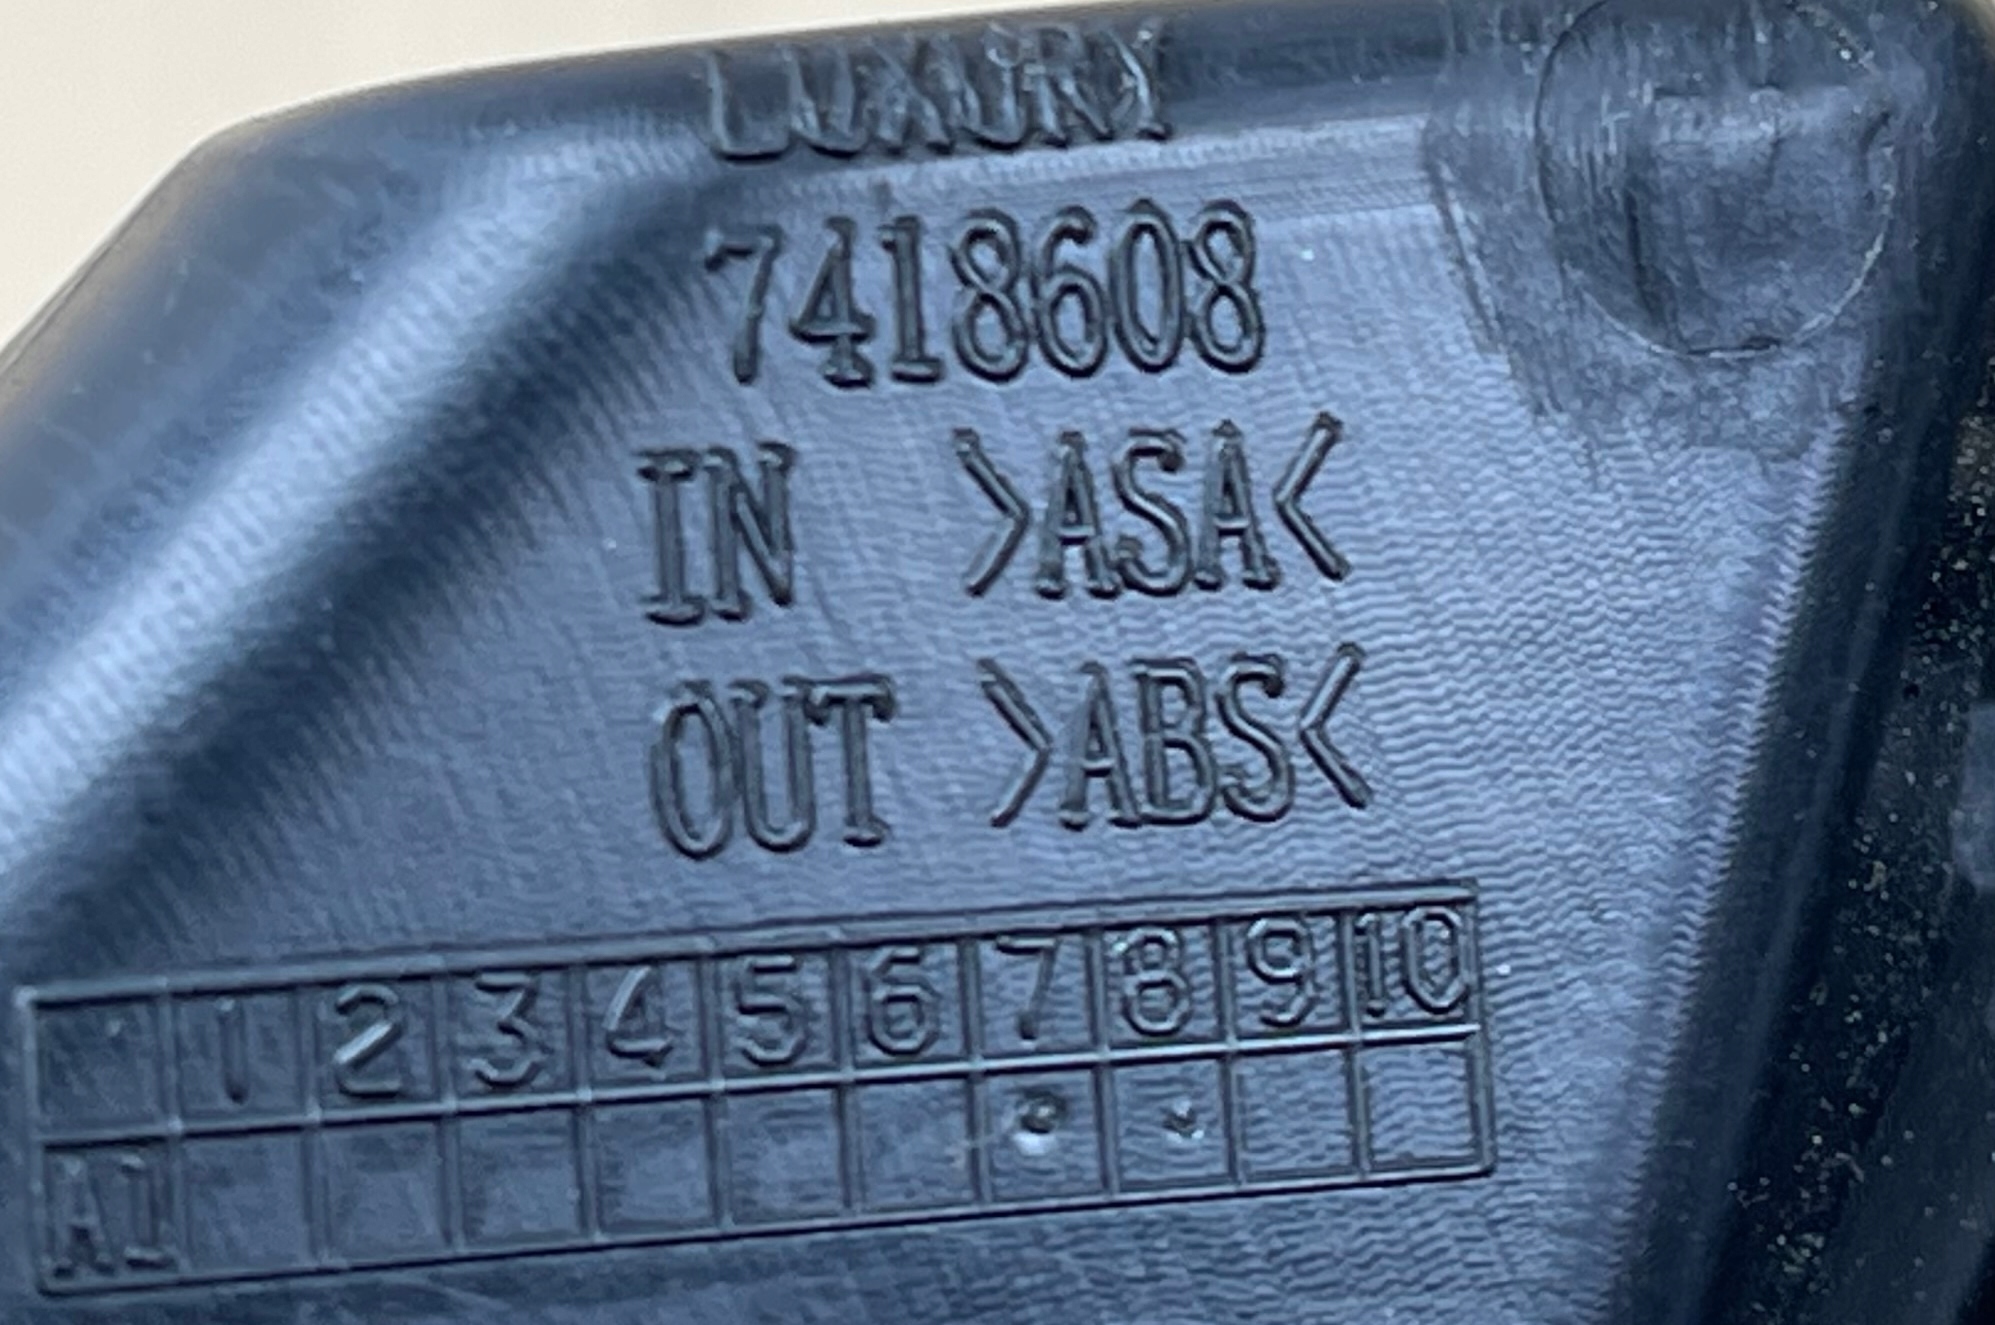 LUXURY
7418608
IN >ASA<
OUT >ABS<
1 2 3 4 5 6 7 8 9 10
A1